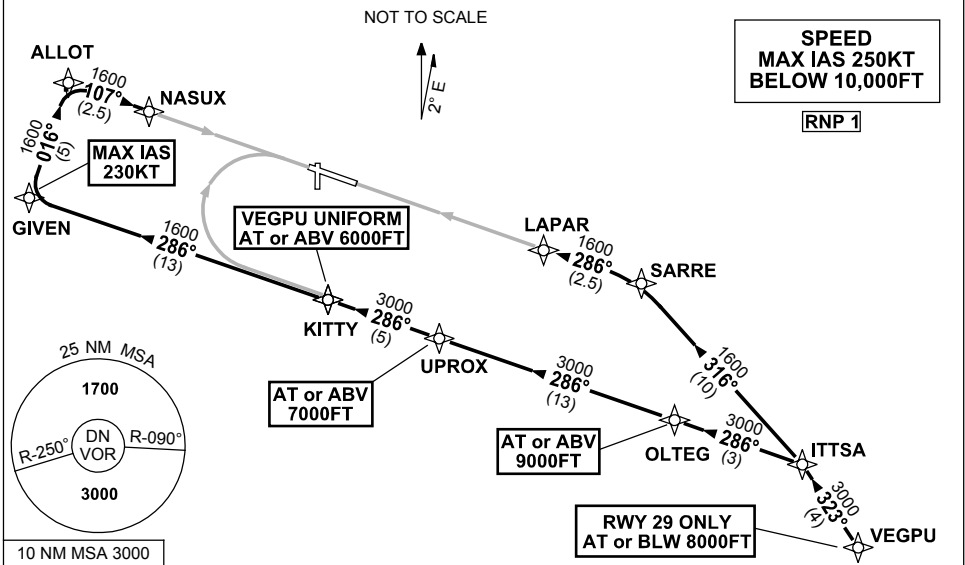 NOT TO SCALE
2° E
SPEED
MAX IAS 250KT
BELOW 10,000FT
RNP 1
ALLOT
1600
107°
(2.5)
NASUX
1600
016°
(5)
MAX IAS
230KT
GIVEN
1600
286°
(13)
VEGPU UNIFORM
AT or ABV 6000FT
KITTY
3000
286°
(5)
UPROX
AT or ABV
7000FT
LAPAR
1600
286°
(2.5)
SARRE
1600
316°
(10)
3000
286°
(13)
AT or ABV
9000FT
OLTEG
3000
286°
(3)
ITTSA
3000
323°
(4)
VEGPU
RWY 29 ONLY
AT or BLW 8000FT
25 NM MSA
1700
DN
VOR
R-250°
R-090°
3000
10 NM MSA 3000